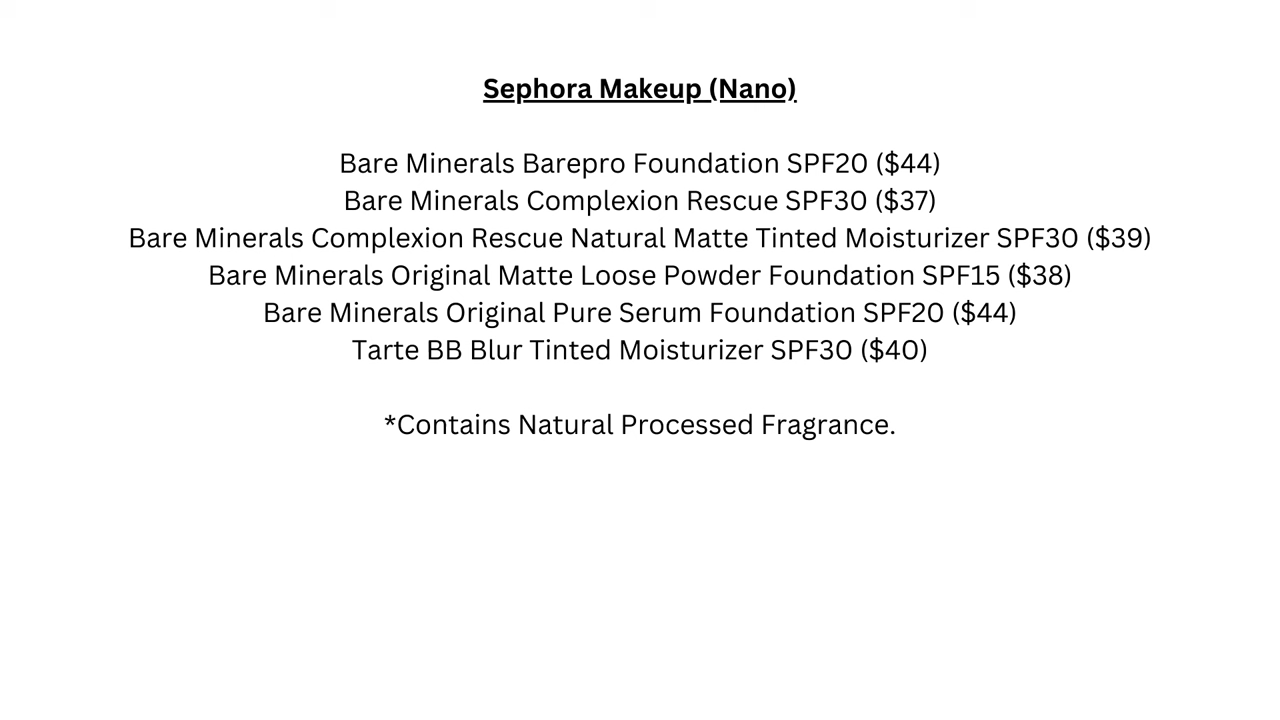 Sephora Makeup (Nano)
Bare Minerals Barepro Foundation SPF20 ($44)
Bare Minerals Complexion Rescue SPF30 ($37)
Bare Minerals Complexion Rescue Natural Matte Tinted Moisturizer SPF30 ($39)
Bare Minerals Original Matte Loose Powder Foundation SPF15 ($38)
Bare Minerals Original Pure Serum Foundation SPF20 ($44)
Tarte BB Blur Tinted Moisturizer SPF30 ($40)
*Contains Natural Processed Fragrance.